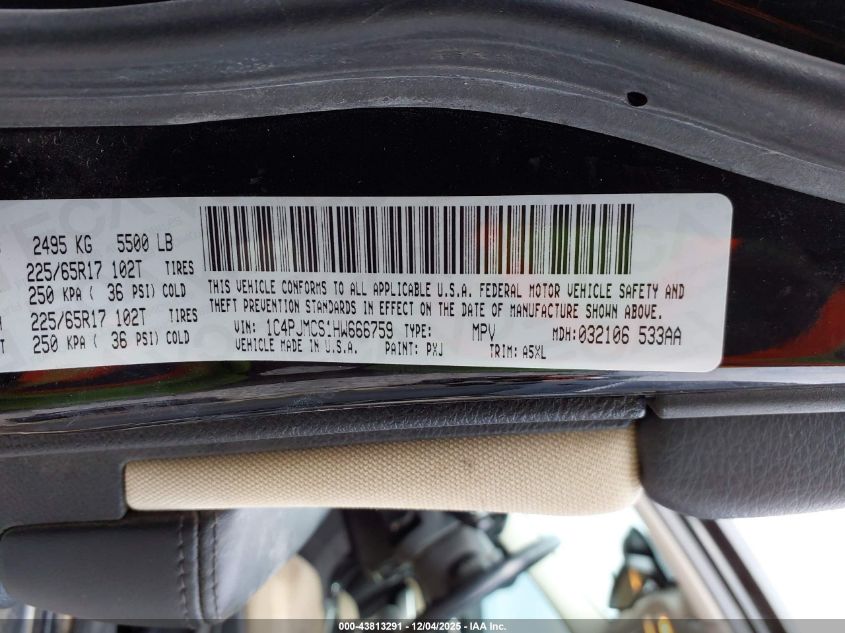 2495 KG 5500 LB
225/65R17 102T TIRES
250 KPA ( 36 PSI) COLD
225/65R17 102T TIRES
250 KPA ( 36 PSI) COLD
THIS VEHICLE CONFORMS TO ALL APPLICABLE U.S.A. FEDERAL MOTOR VEHICLE SAFETY AND
THEFT PREVENTION STANDARDS IN EFFECT ON THE DATE OF MANUFACTURE SHOWN ABOVE.
VIN: 1C4PJMCS1HW666759 TYPE: MPV MDH:032106 533AA
VEHICLE MADE IN U.S.A. PAINT: PXJ TRIM: A5XL
000-43813291 - 12/04/2025 - IAA Inc.